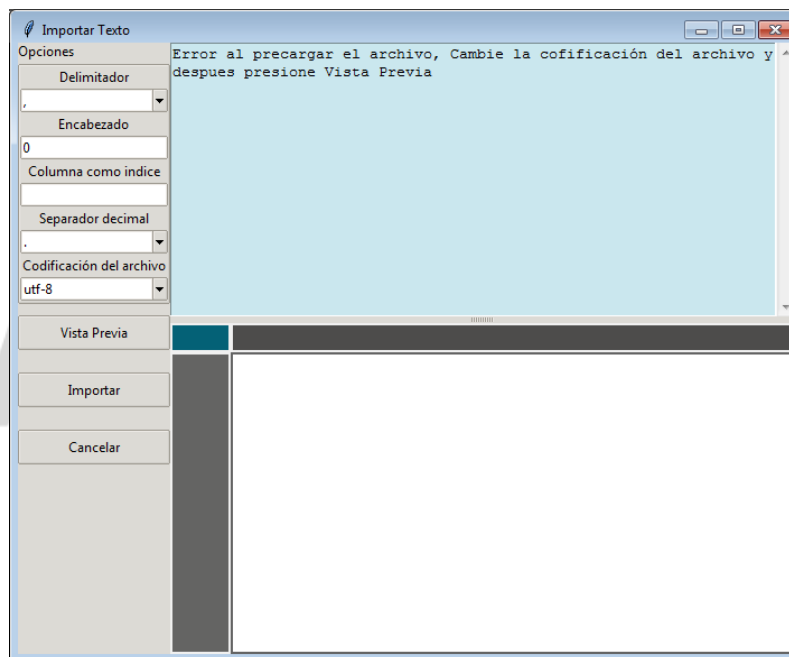 Importar Texto
Opciones
Delimitador
,
Encabezado
0
Columna como indice
Separador decimal
.
Codificación del archivo
utf-8
Vista Previa
Importar
Cancelar
Error al precargar el archivo, Cambie la cofificación del archivo y
despues presione Vista Previa